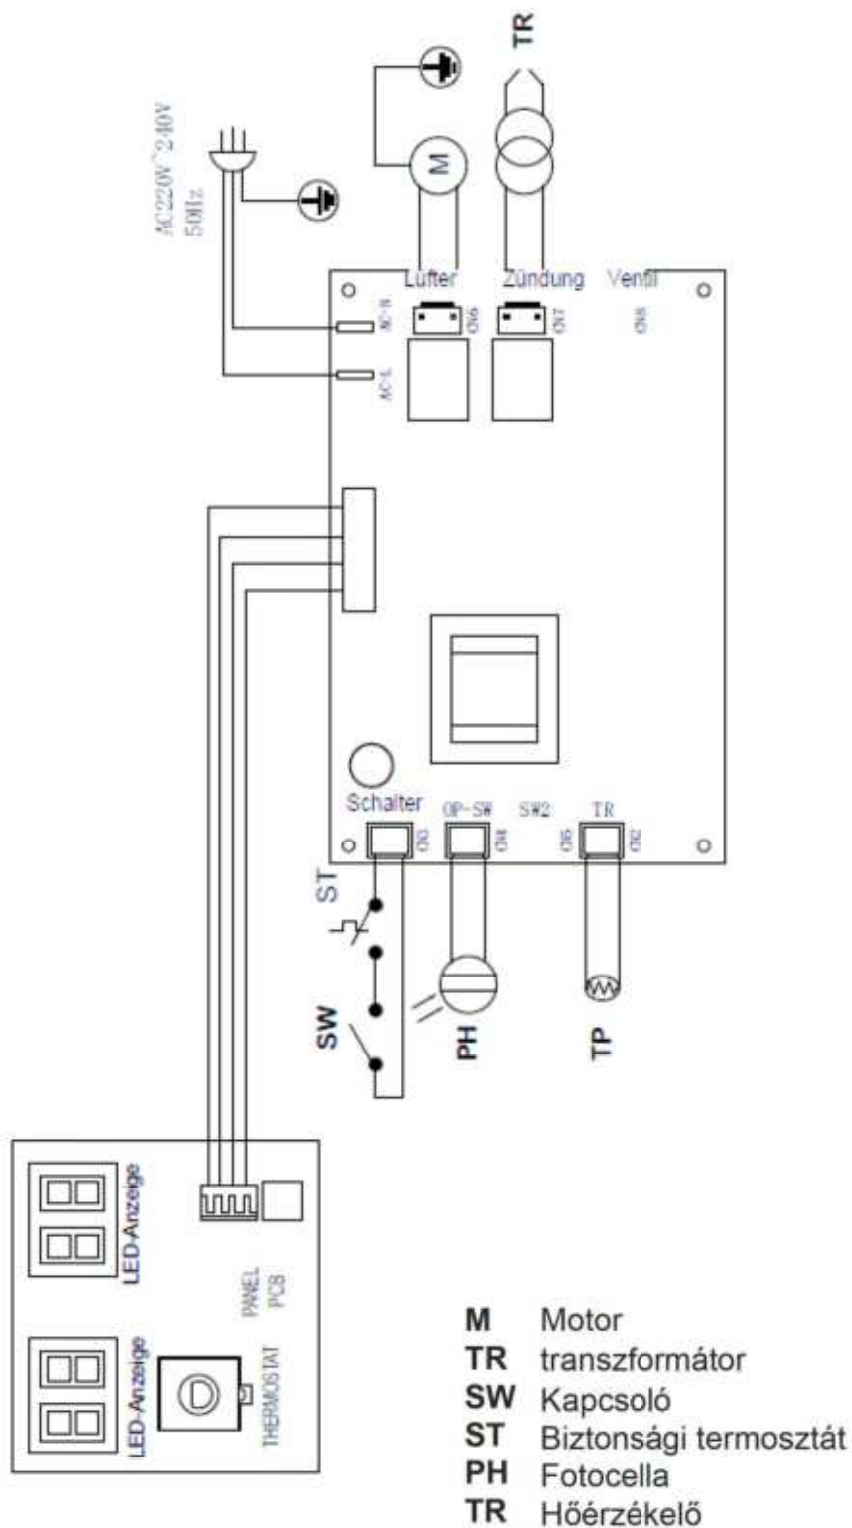 TR
AC220V~240V
50Hz
M
Lüfter
Zündung
Ventil
AC-N
CN6
CN7
CN8
AC-L
Schalter
OP-SW
SW2
TR
CN3
CN4
CN5
CN2
ST
SW
PH
TP
LED-Anzeige
PANEL
PCB
LED-Anzeige
THERMOSTAT
M Motor
TR transzformátor
SW Kapcsoló
ST Biztonsági termosztát
PH Fotocella
TR Hőérzékelő